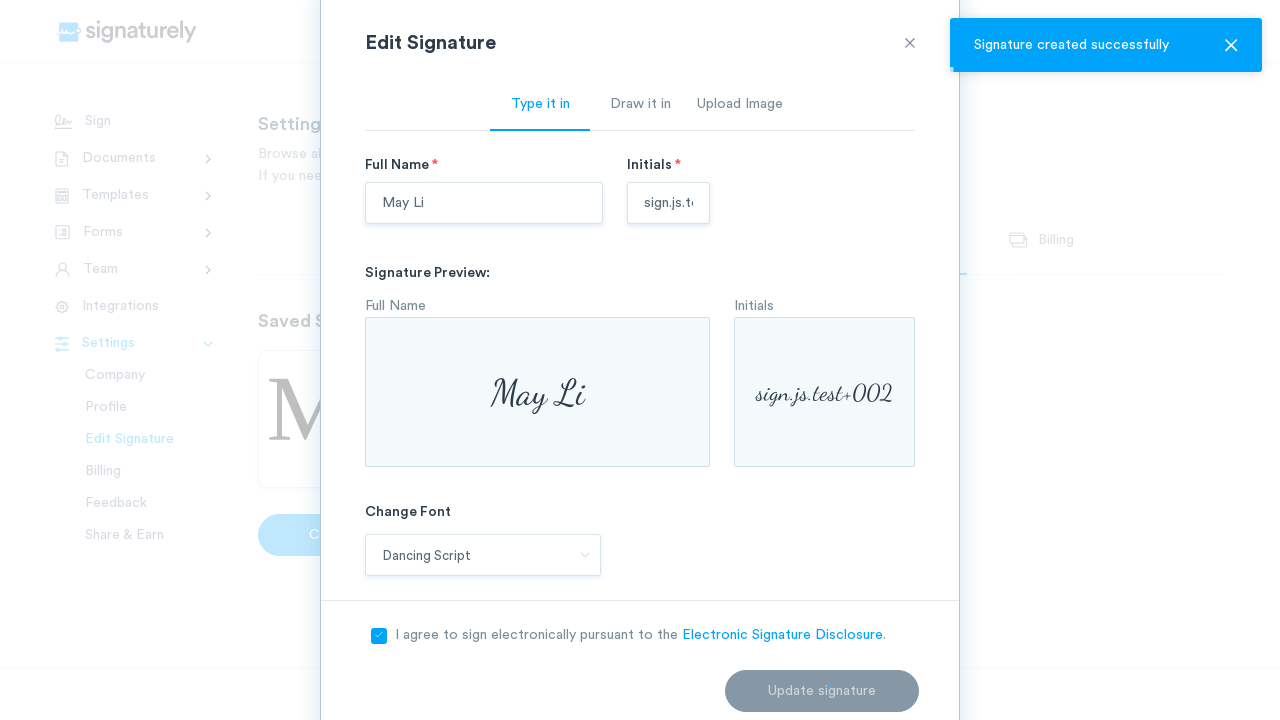 signaturely
Edit Signature
Signature created successfully
Type it in
Draw it in
Upload Image
Sign
Documents
Templates
Forms
Team
Integrations
Settings
Company
Profile
Edit Signature
Billing
Feedback
Share & Earn
Browse
If you
Billing
Saved
Full Name *
Initials *
May Li
sign.js.t
Signature Preview:
Full Name
Initials
May Li
sign.js.test+002
Change Font
Dancing Script
I agree to sign electronically pursuant to the Electronic Signature Disclosure.
Update signature